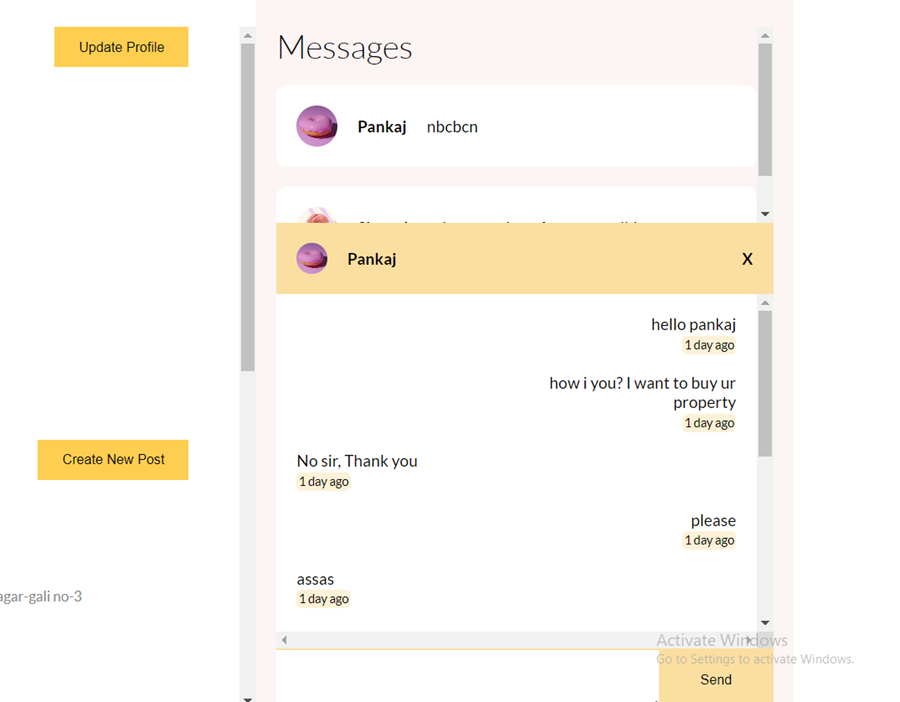 Update Profile
Messages
Pankaj nbcbcn
Pankaj X
hello pankaj
1 day ago
how i you? I want to buy ur
property
1 day ago
No sir, Thank you
1 day ago
please
1 day ago
Create New Post
assas
1 day ago
agar-gali no-3
Activate Windows
Go to Settings to activate Windows.
Send